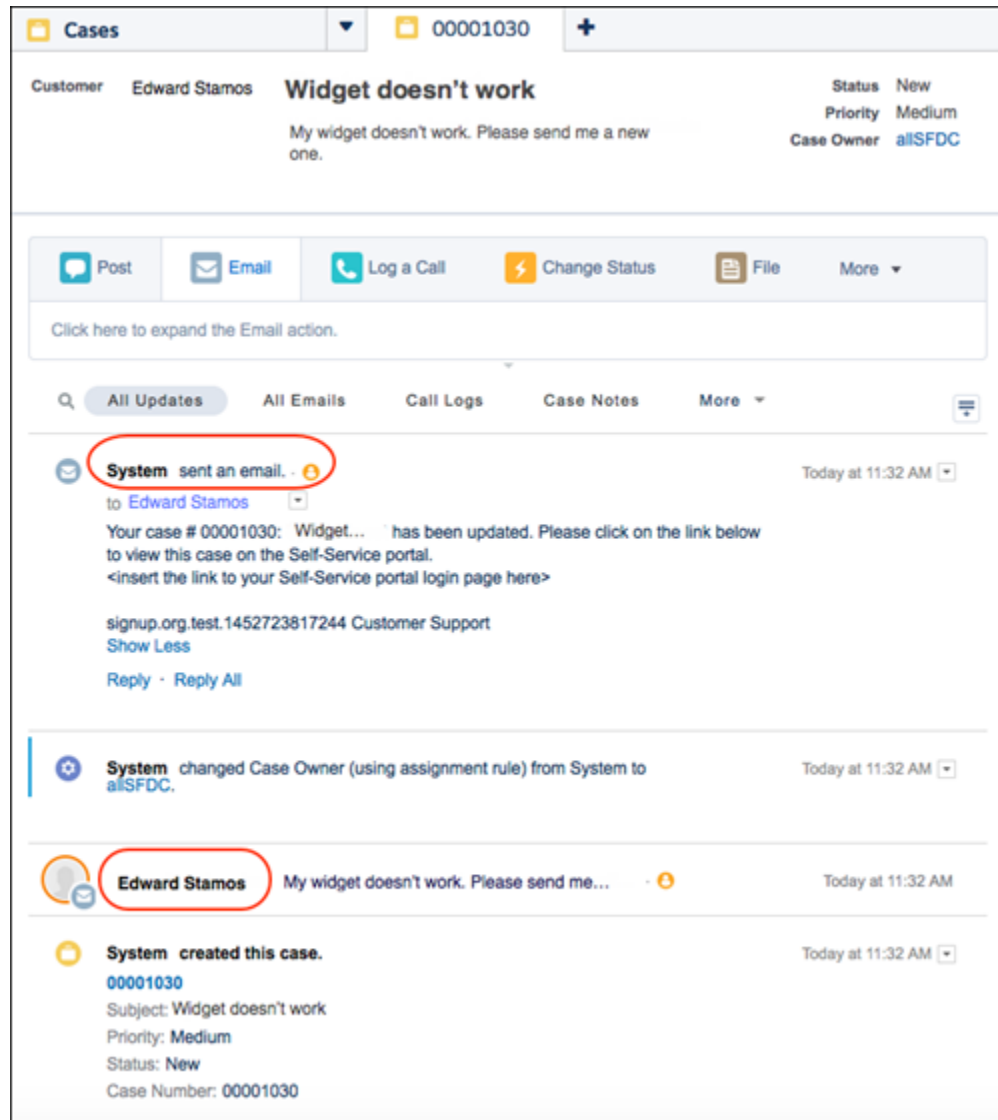 Cases
00001030
Customer Edward Stamos Widget doesn't work Status New
Priority Medium
My widget doesn't work. Please send me a new
one.
Case Owner allSFDC
Post Email Log a Call Change Status File More
Click here to expand the Email action.
All Updates All Emails Call Logs Case Notes More
System sent an email. · Today at 11:32 AM
to Edward Stamos
Your case # 00001030: Widget... has been updated. Please click on the link below
to view this case on the Self-Service portal.
<insert the link to your Self-Service portal login page here>
signup.org.test.1452723817244 Customer Support
Show Less
Reply · Reply All
System changed Case Owner (using assignment rule) from System to Today at 11:32 AM
allSFDC.
Edward Stamos My widget doesn't work. Please send me... · Today at 11:32 AM
System created this case. Today at 11:32 AM
00001030
Subject: Widget doesn't work
Priority: Medium
Status: New
Case Number: 00001030